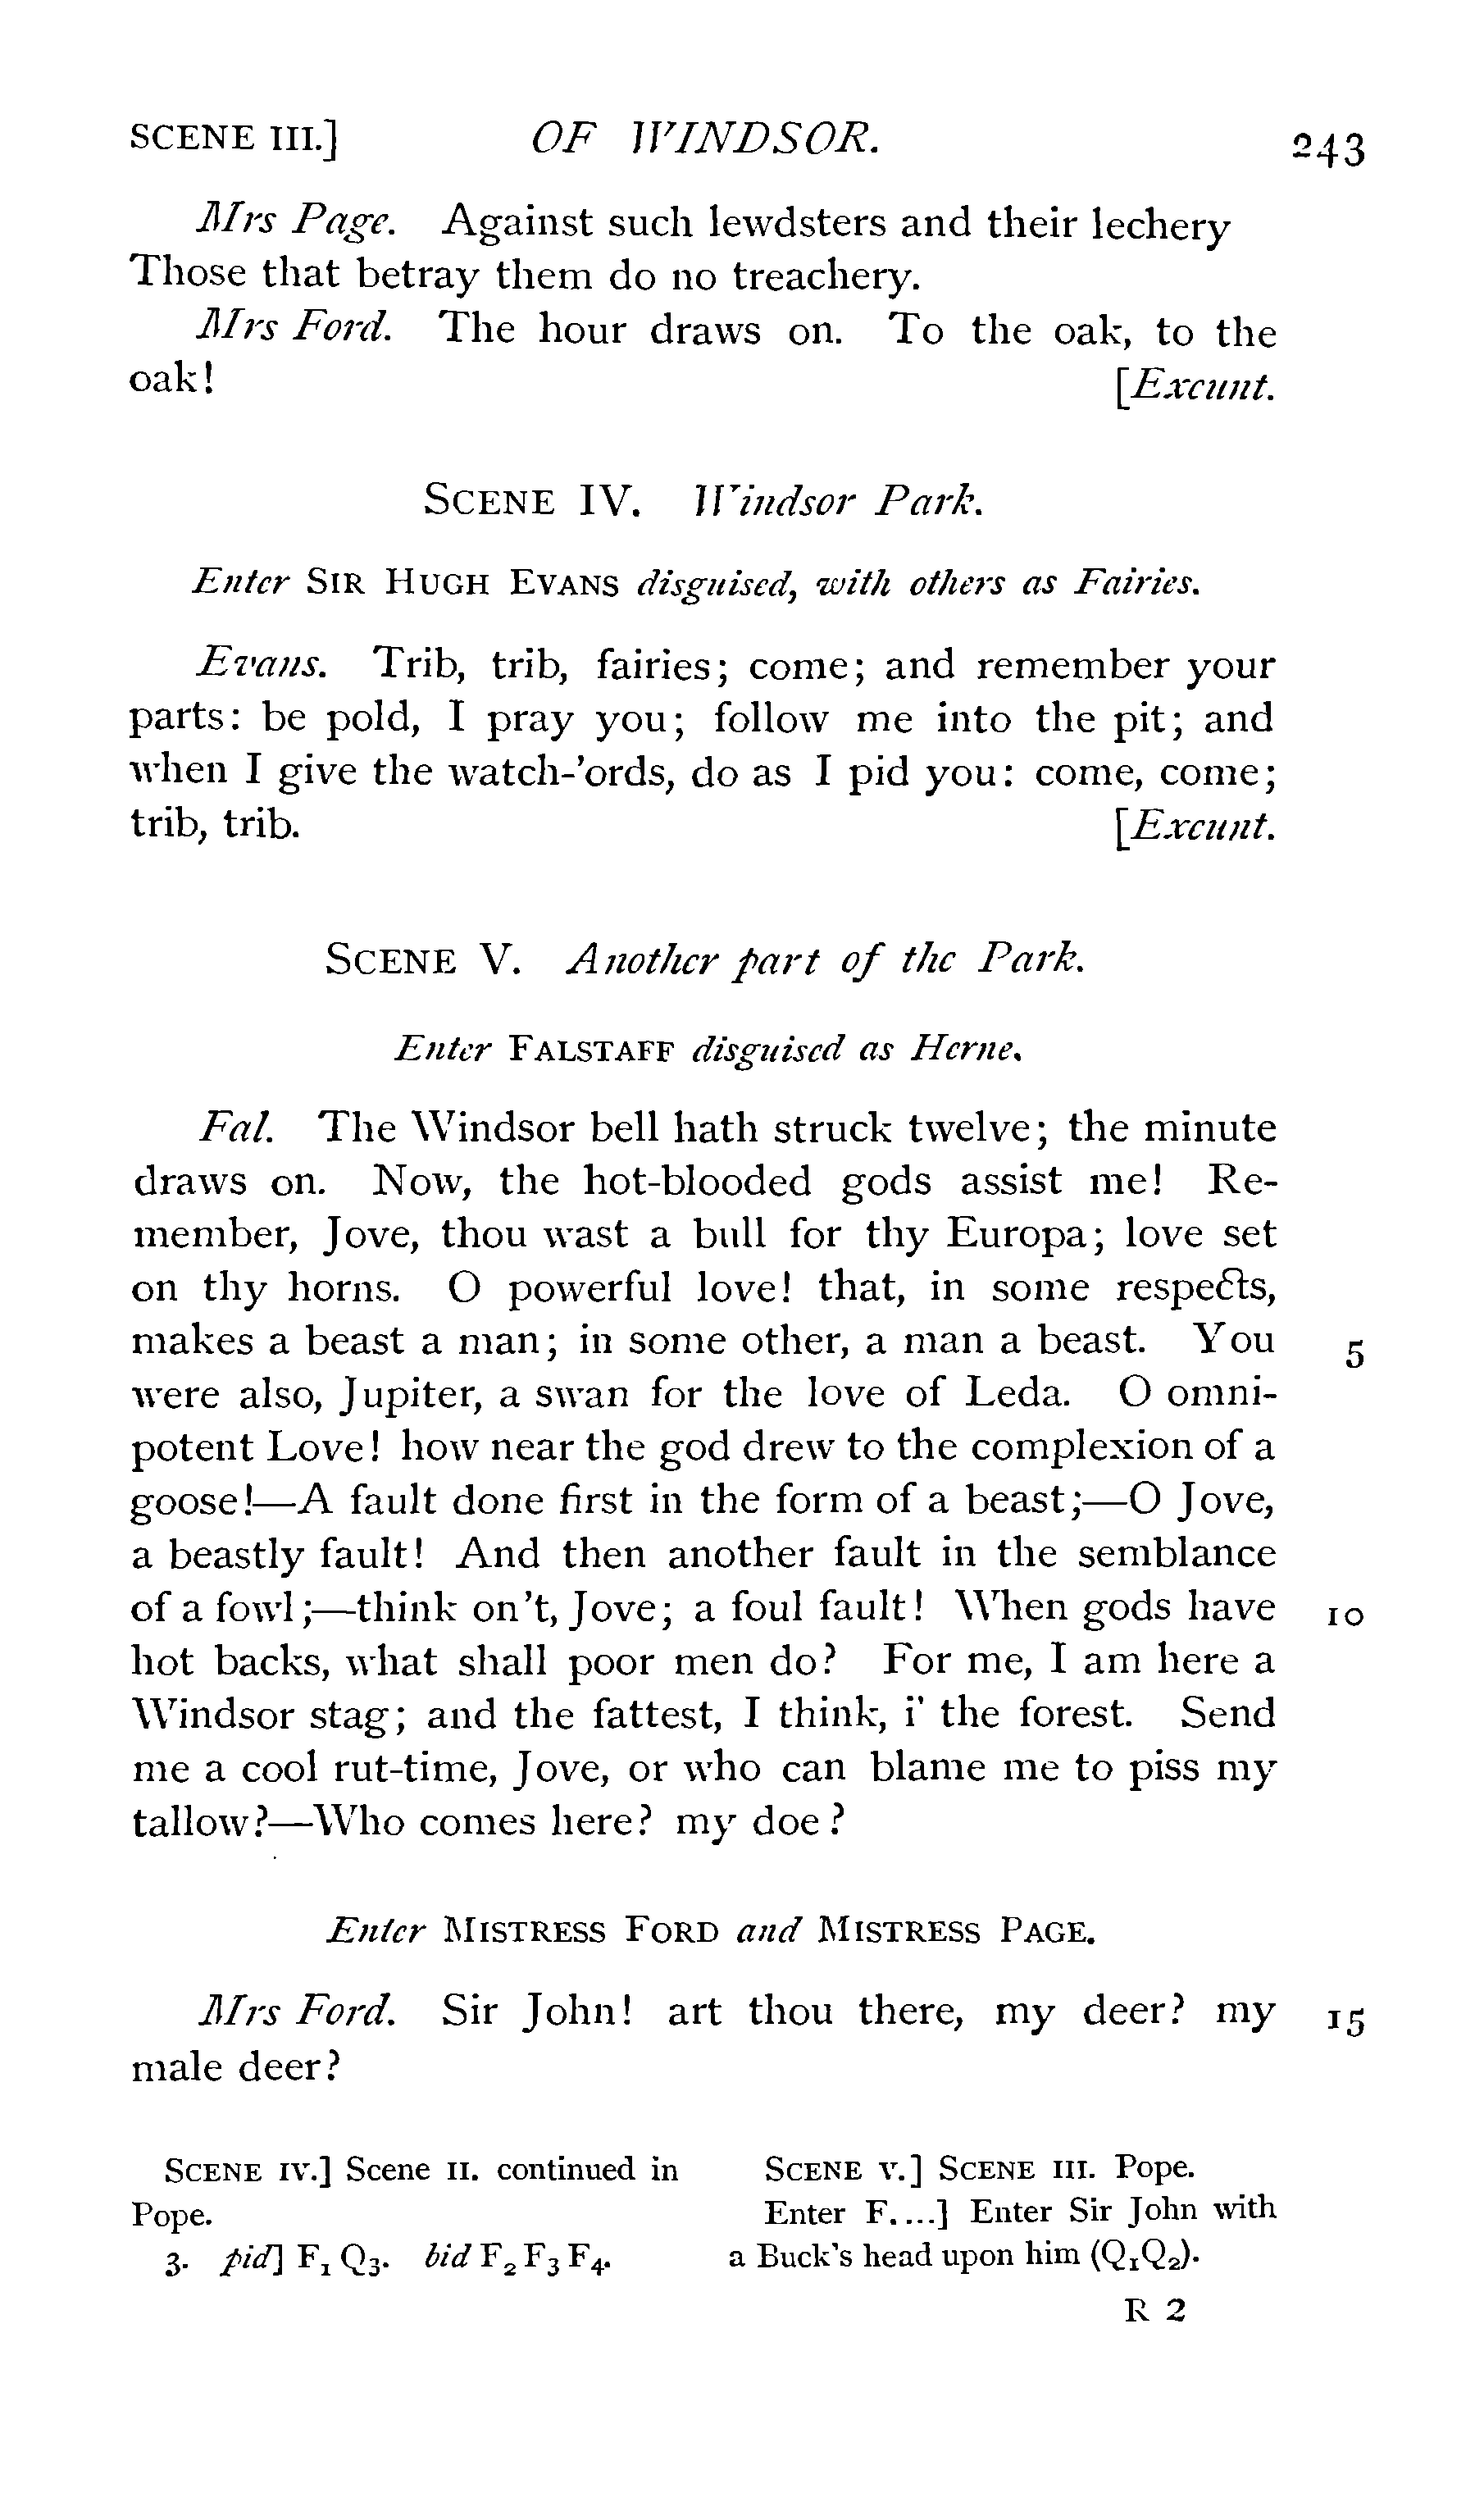 SCENE III.] OF WINDSOR. 243
Mrs Page. Against such lewdsters and their lechery
Those that betray them do no treachery.
Mrs Ford. The hour draws on. To the oak, to the
oak! [Exeunt.
SCENE IV. Windsor Park.
Enter SIR HUGH EVANS disguised, with others as Fairies.
Evans. Trib, trib, fairies; come; and remember your
parts: be pold, I pray you; follow me into the pit; and
when I give the watch-'ords, do as I pid you: come, come;
trib, trib. [Exeunt.
SCENE V. Another part of the Park.
Enter FALSTAFF disguised as Herne.
Fal. The Windsor bell hath struck twelve; the minute
draws on. Now, the hot-blooded gods assist me! Re-
member, Jove, thou wast a bull for thy Europa; love set
on thy horns. O powerful love! that, in some respects,
makes a beast a man; in some other, a man a beast. You 5
were also, Jupiter, a swan for the love of Leda. O omni-
potent Love! how near the god drew to the complexion of a
goose!—A fault done first in the form of a beast;—O Jove,
a beastly fault! And then another fault in the semblance
of a fowl;—think on't, Jove; a foul fault! When gods have 10
hot backs, what shall poor men do? For me, I am here a
Windsor stag; and the fattest, I think, i' the forest. Send
me a cool rut-time, Jove, or who can blame me to piss my
tallow?—Who comes here? my doe?
Enter MISTRESS FORD and MISTRESS PAGE.
Mrs Ford. Sir John! art thou there, my deer? my 15
male deer?
SCENE IV.] Scene II. continued in
Pope.
3. pid] F1 Q3. bid F2 F3 F4.
SCENE V.] SCENE III. Pope.
Enter F....] Enter Sir John with
a Buck's head upon him (Q1Q2).
R 2